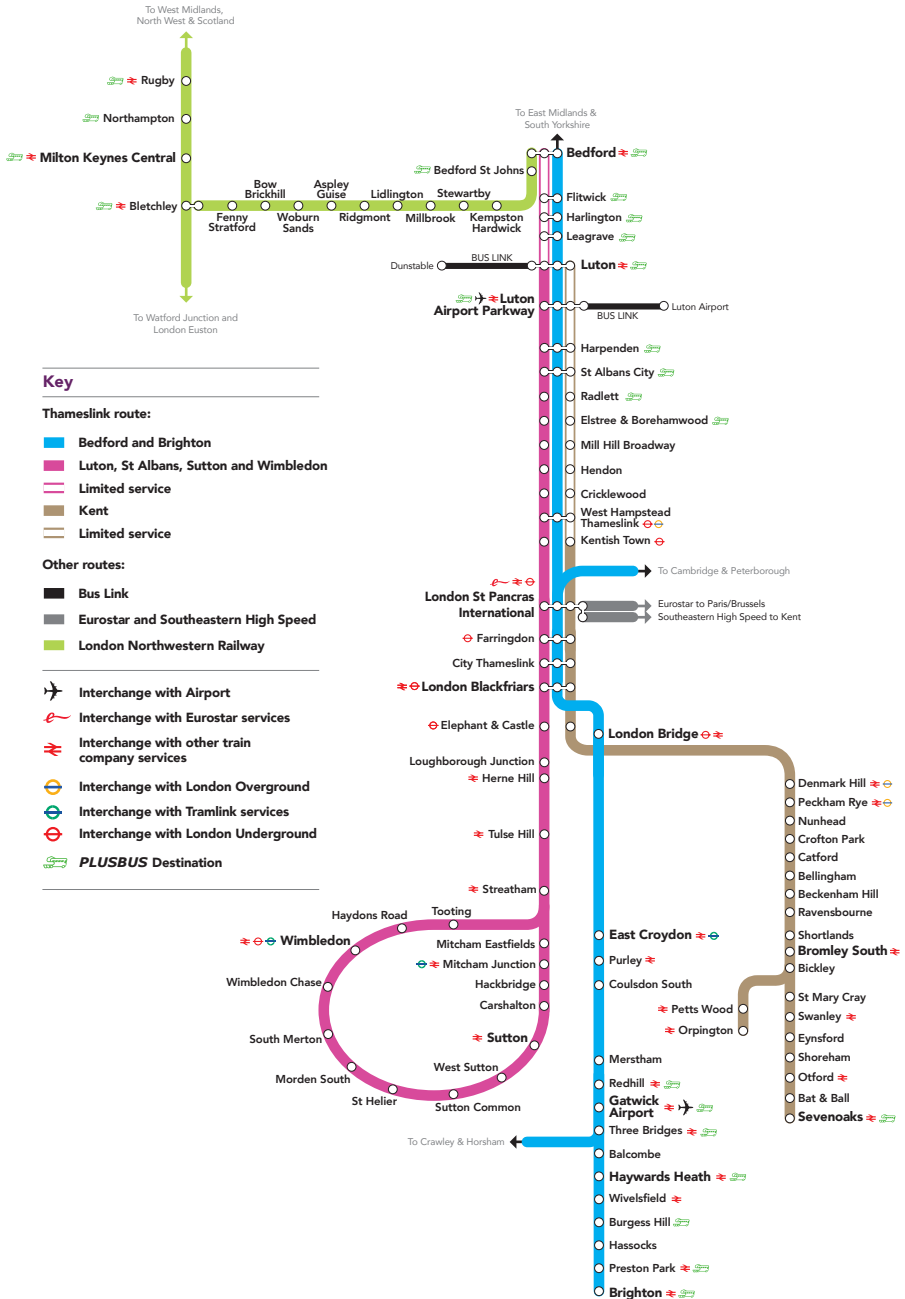 To West Midlands,
North West & Scotland
Rugby
Northampton
Milton Keynes Central
Bletchley
Fenny
Stratford
Bow
Brickhill
Woburn
Sands
Aspley
Guise
Ridgmont
Lidlington
Millbrook
Stewartby
Kempston
Hardwick
Bedford St Johns
To Watford Junction and
London Euston
To East Midlands &
South Yorkshire
Bedford
Flitwick
Harlington
Leagrave
Dunstable
BUS LINK
Luton
Luton
Airport Parkway
BUS LINK
Luton Airport
Harpenden
St Albans City
Radlett
Elstree & Borehamwood
Mill Hill Broadway
Hendon
Cricklewood
West Hampstead
Thameslink
Kentish Town
To Cambridge & Peterborough
London St Pancras
International
Eurostar to Paris/Brussels
Southeastern High Speed to Kent
Farringdon
City Thameslink
London Blackfriars
Elephant & Castle
London Bridge
Loughborough Junction
Herne Hill
Tulse Hill
Streatham
Tooting
Haydons Road
Wimbledon
Wimbledon Chase
South Merton
Morden South
St Helier
Sutton Common
West Sutton
Sutton
Carshalton
Hackbridge
Mitcham Junction
Mitcham Eastfields
Denmark Hill
Peckham Rye
Nunhead
Crofton Park
Catford
Bellingham
Beckenham Hill
Ravensbourne
Shortlands
Bromley South
Bickley
Petts Wood
Orpington
St Mary Cray
Swanley
Eynsford
Shoreham
Otford
Bat & Ball
Sevenoaks
East Croydon
Purley
Coulsdon South
Merstham
Redhill
Gatwick
Airport
Three Bridges
To Crawley & Horsham
Balcombe
Haywards Heath
Wivelsfield
Burgess Hill
Hassocks
Preston Park
Brighton
Key
Thameslink route:
Bedford and Brighton
Luton, St Albans, Sutton and Wimbledon
Limited service
Kent
Limited service
Other routes:
Bus Link
Eurostar and Southeastern High Speed
London Northwestern Railway
Interchange with Airport
Interchange with Eurostar services
Interchange with other train
company services
Interchange with London Overground
Interchange with Tramlink services
Interchange with London Underground
PLUSBUS Destination